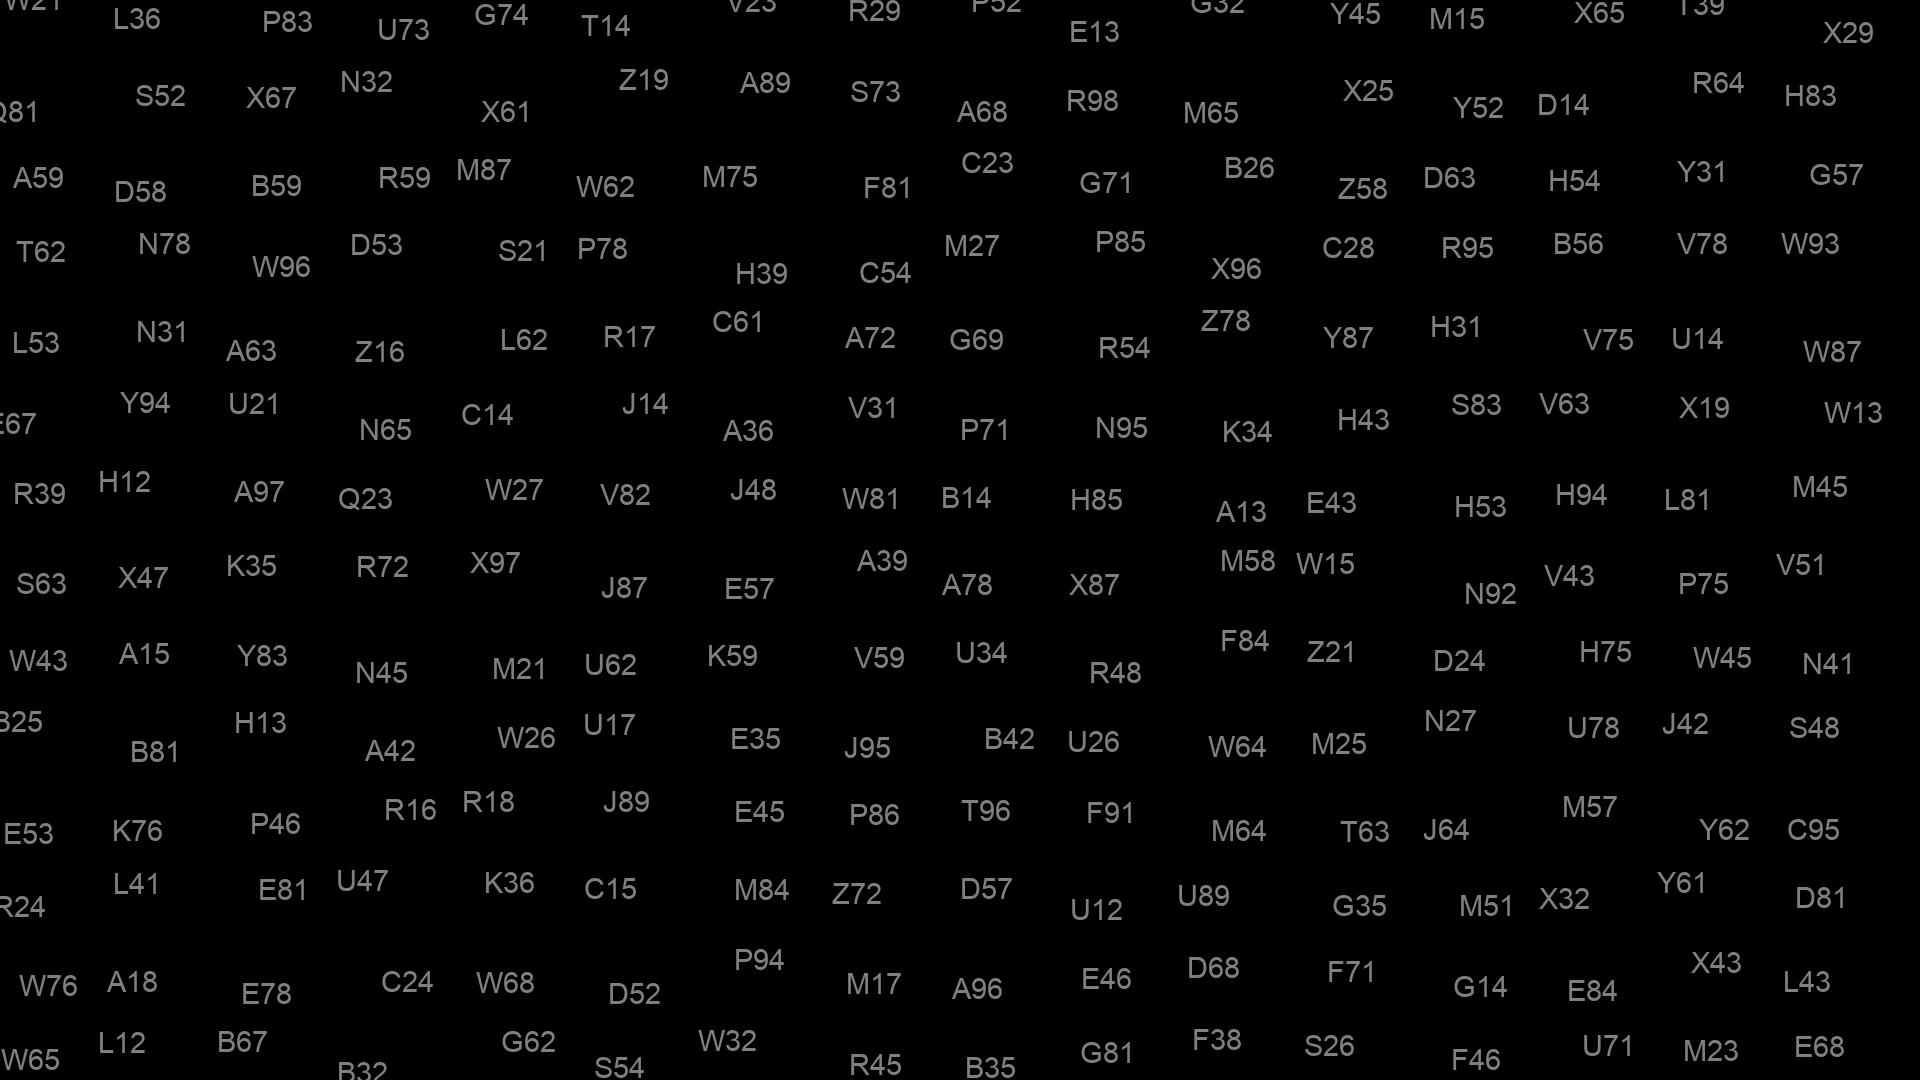 W21 L36 P83 U73 G74 T14 V23 R29 P52 E13 G32 Y45 M15 X65 T39 X29
Q81 S52 X67 N32 X61 Z19 A89 S73 A68 R98 M65 X25 Y52 D14 R64 H83
A59 D58 B59 R59 M87 W62 M75 F81 C23 G71 B26 Z58 D63 H54 Y31 G57
T62 N78 W96 D53 S21 P78 H39 C54 M27 P85 X96 C28 R95 B56 V78 W93
L53 N31 A63 Z16 L62 R17 C61 A72 G69 R54 Z78 Y87 H31 V75 U14 W87
E67 Y94 U21 N65 C14 J14 A36 V31 P71 N95 K34 H43 S83 V63 X19 W13
R39 H12 A97 Q23 W27 V82 J48 W81 B14 H85 A13 E43 H53 H94 L81 M45
S63 X47 K35 R72 X97 J87 E57 A39 A78 X87 M58 W15 N92 V43 P75 V51
W43 A15 Y83 N45 M21 U62 K59 V59 U34 R48 F84 Z21 D24 H75 W45 N41
B25 B81 H13 A42 W26 U17 E35 J95 B42 U26 W64 M25 N27 U78 J42 S48
E53 K76 P46 R16 R18 J89 E45 P86 T96 F91 M64 T63 J64 M57 Y62 C95
R24 L41 E81 U47 K36 C15 M84 Z72 D57 U12 U89 G35 M51 X32 Y61 D81
W76 A18 E78 C24 W68 D52 P94 M17 A96 E46 D68 F71 G14 E84 X43 L43
W65 L12 B67 B32 G62 S54 W32 R45 B35 G81 F38 S26 F46 U71 M23 E68